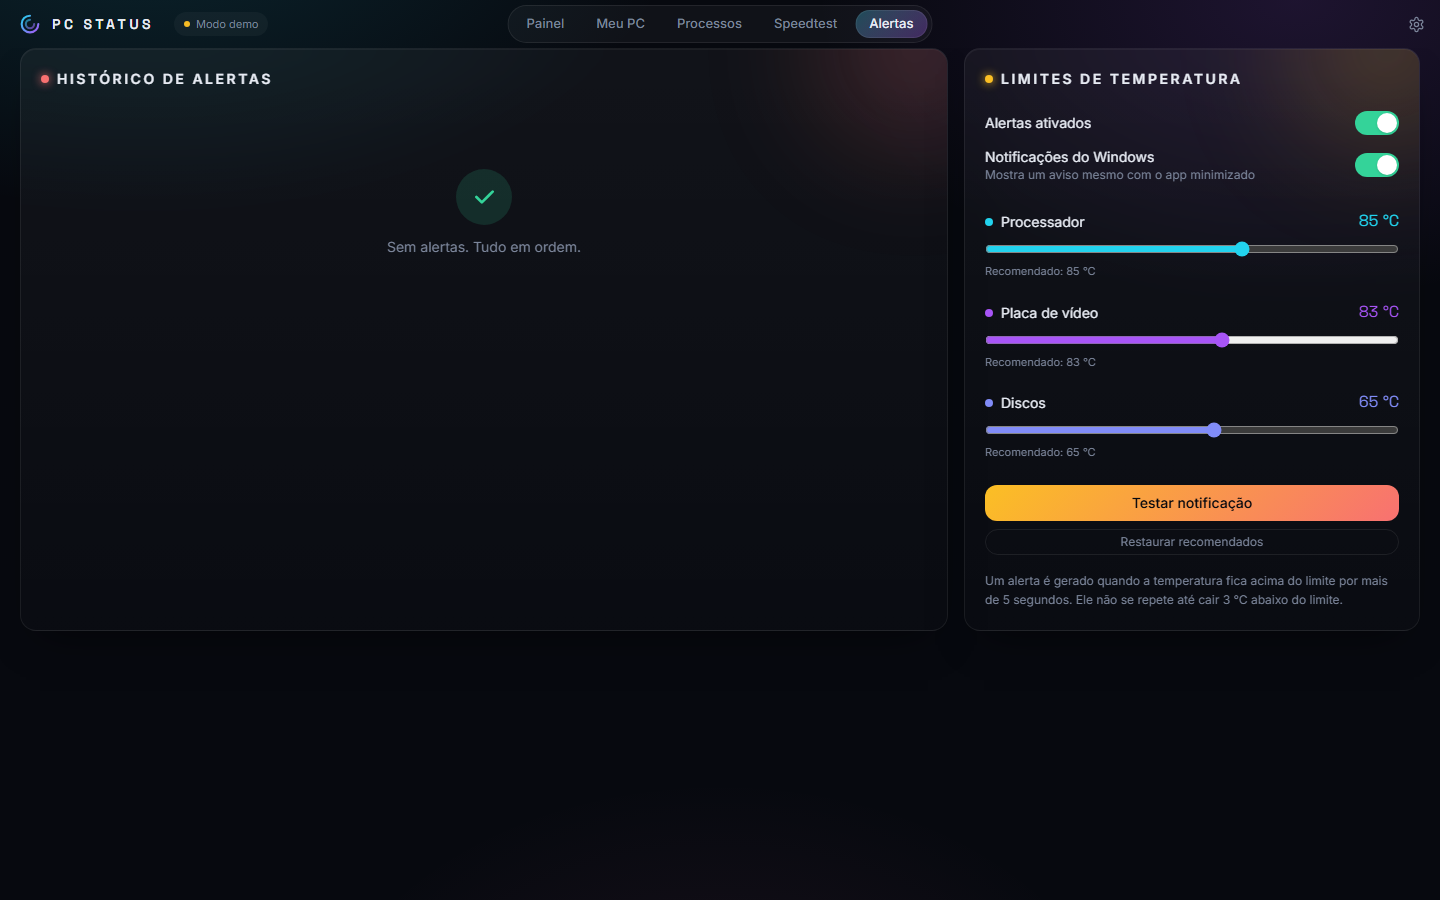 PC STATUS
Modo demo
Painel
Meu PC
Processos
Speedtest
Alertas
HISTÓRICO DE ALERTAS
Sem alertas. Tudo em ordem.
LIMITES DE TEMPERATURA
Alertas ativados
Notificações do Windows
Mostra um aviso mesmo com o app minimizado
Processador
85 °C
Recomendado: 85 °C
Placa de vídeo
83 °C
Recomendado: 83 °C
Discos
65 °C
Recomendado: 65 °C
Testar notificação
Restaurar recomendados
Um alerta é gerado quando a temperatura fica acima do limite por mais
de 5 segundos. Ele não se repete até cair 3 °C abaixo do limite.